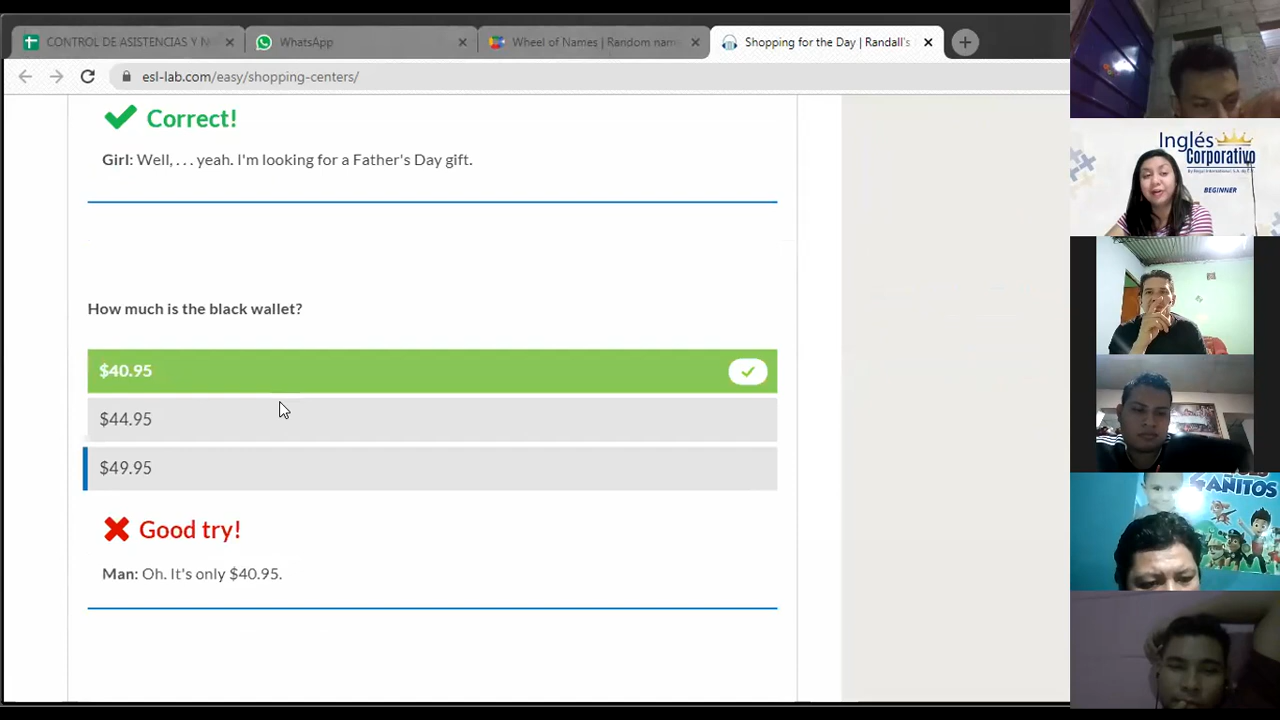 CONTROL DE ASISTENCIAS Y N
WhatsApp
Wheel of Names | Random nam
Shopping for the Day | Randall's
esl-lab.com/easy/shopping-centers/
Correct!
Girl: Well, . . . yeah. I'm looking for a Father's Day gift.
How much is the black wallet?
$40.95
$44.95
$49.95
Good try!
Man: Oh. It's only $40.95.
Inglés
Corporativo
BEGINNER
AÑITOS